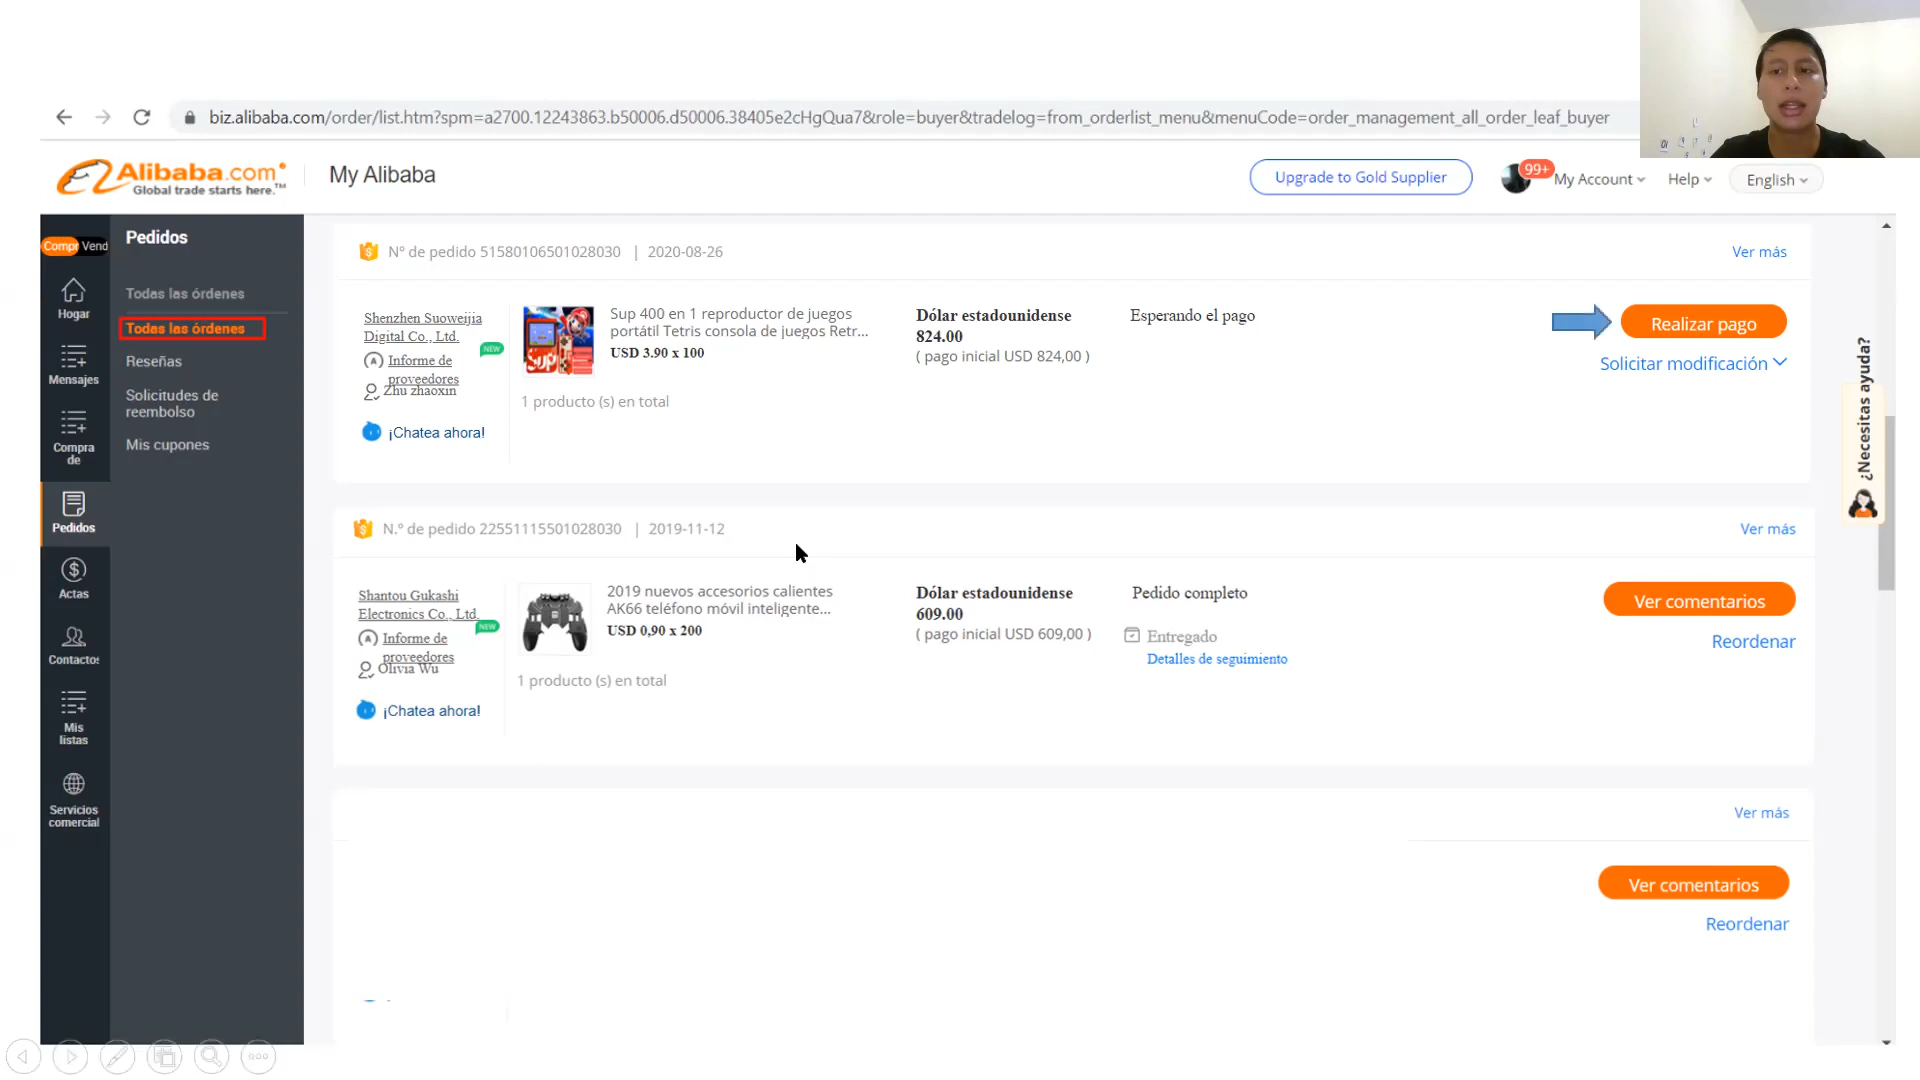 biz.alibaba.com/order/list.htm?spm=a2700.12243863.b50006.d50006.38405e2cHgQua7&role=buyer&tradelog=from_orderlist_menu&menuCode=order_management_all_order_leaf_buyer
Alibaba.com
Global trade starts here.™
My Alibaba
Upgrade to Gold Supplier
99+
My Account
Help
English
Compr Vend
Hogar
Mensajes
Compra
de
Pedidos
Actas
Contactos
Mis
listas
Servicios
comercial
Pedidos
Todas las órdenes
Todas las órdenes
Reseñas
Solicitudes de
reembolso
Mis cupones
Nº de pedido 51580106501028030 | 2020-08-26
Ver más
Shenzhen Suoweijia
Digital Co., Ltd.
NEW
Informe de
proveedores
Zhu zhaoxin
¡Chatea ahora!
SUP
Sup 400 en 1 reproductor de juegos
portátil Tetris consola de juegos Retr...
USD 3.90 x 100
1 producto (s) en total
Dólar estadounidense
824.00
( pago inicial USD 824,00 )
Esperando el pago
Realizar pago
Solicitar modificación
N.º de pedido 22551115501028030 | 2019-11-12
Ver más
Shantou Gukashi
Electronics Co., Ltd.
NEW
Informe de
proveedores
Olivia Wu
¡Chatea ahora!
2019 nuevos accesorios calientes
AK66 teléfono móvil inteligente...
USD 0,90 x 200
1 producto (s) en total
Dólar estadounidense
609.00
( pago inicial USD 609,00 )
Pedido completo
Entregado
Detalles de seguimiento
Ver comentarios
Reordenar
Ver más
Ver comentarios
Reordenar
¿Necesitas ayuda?